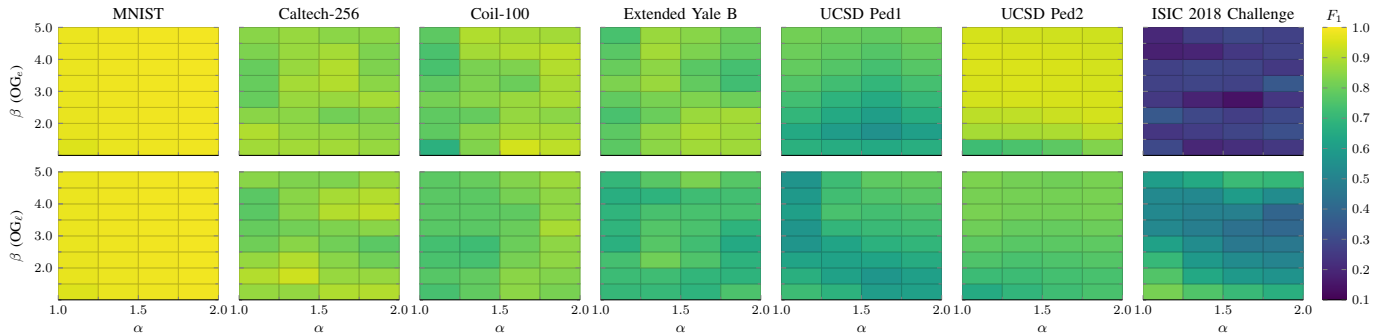 MNIST Caltech-256 Coil-100 Extended Yale B UCSD Ped1 UCSD Ped2 ISIC 2018 Challenge F₁
5.0 1.0
4.0 0.9
β (OGₑ) 0.8
3.0 0.7
2.0 0.6
5.0 0.5
4.0 0.4
β (OGℓ) 0.3
3.0
2.0 0.2
0.1
1.0 1.5 2.0 1.0 1.5 2.0 1.0 1.5 2.0 1.0 1.5 2.0 1.0 1.5 2.0 1.0 1.5 2.0 1.0 1.5 2.0
α α α α α α α